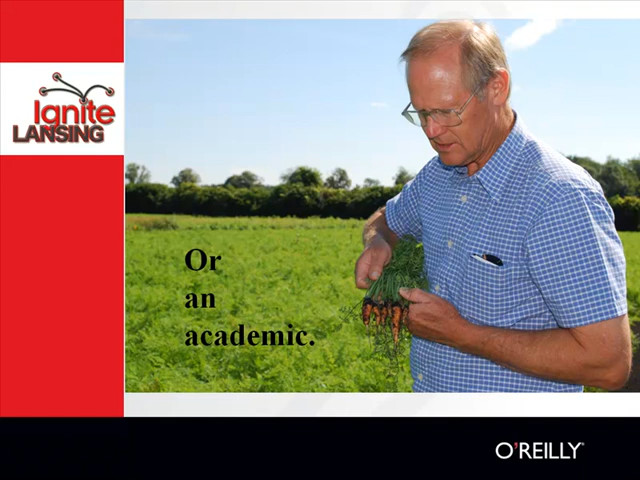 Ignite
LANSING
Or
an
academic.
O'REILLY